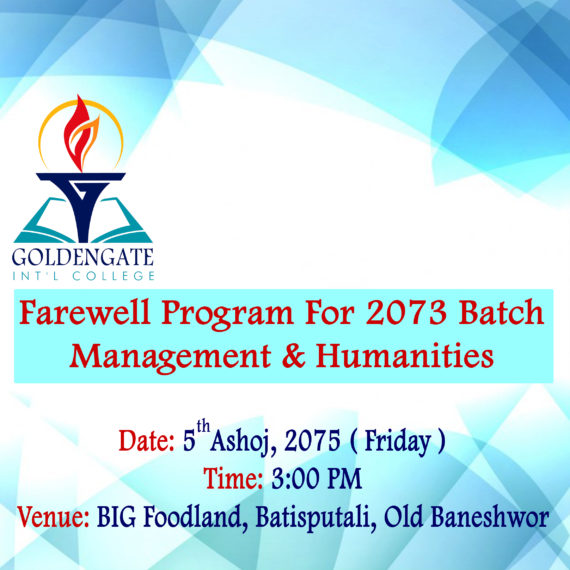 GOLDENGATE
INT'L COLLEGE
Farewell Program For 2073 Batch
Management & Humanities
Date: 5th Ashoj, 2075 ( Friday )
Time: 3:00 PM
Venue: BIG Foodland, Batisputali, Old Baneshwor